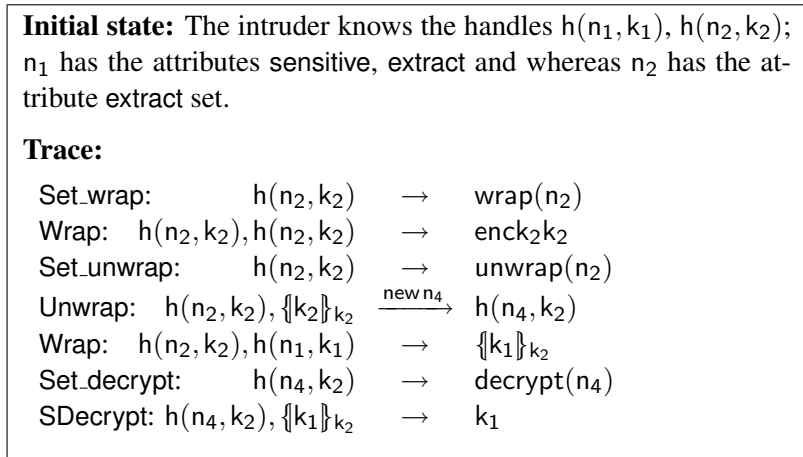 Initial state: The intruder knows the handles h(n₁,k₁), h(n₂,k₂);
n₁ has the attributes sensitive, extract and whereas n₂ has the at-
tribute extract set.
Trace:
Set_wrap: h(n₂,k₂) → wrap(n₂)
Wrap: h(n₂,k₂),h(n₂,k₂) → enck₂k₂
Set_unwrap: h(n₂,k₂) → unwrap(n₂)
Unwrap: h(n₂,k₂),{|k₂|}k₂ —new n₄→ h(n₄,k₂)
Wrap: h(n₂,k₂),h(n₁,k₁) → {|k₁|}k₂
Set_decrypt: h(n₄,k₂) → decrypt(n₄)
SDecrypt: h(n₄,k₂),{|k₁|}k₂ → k₁